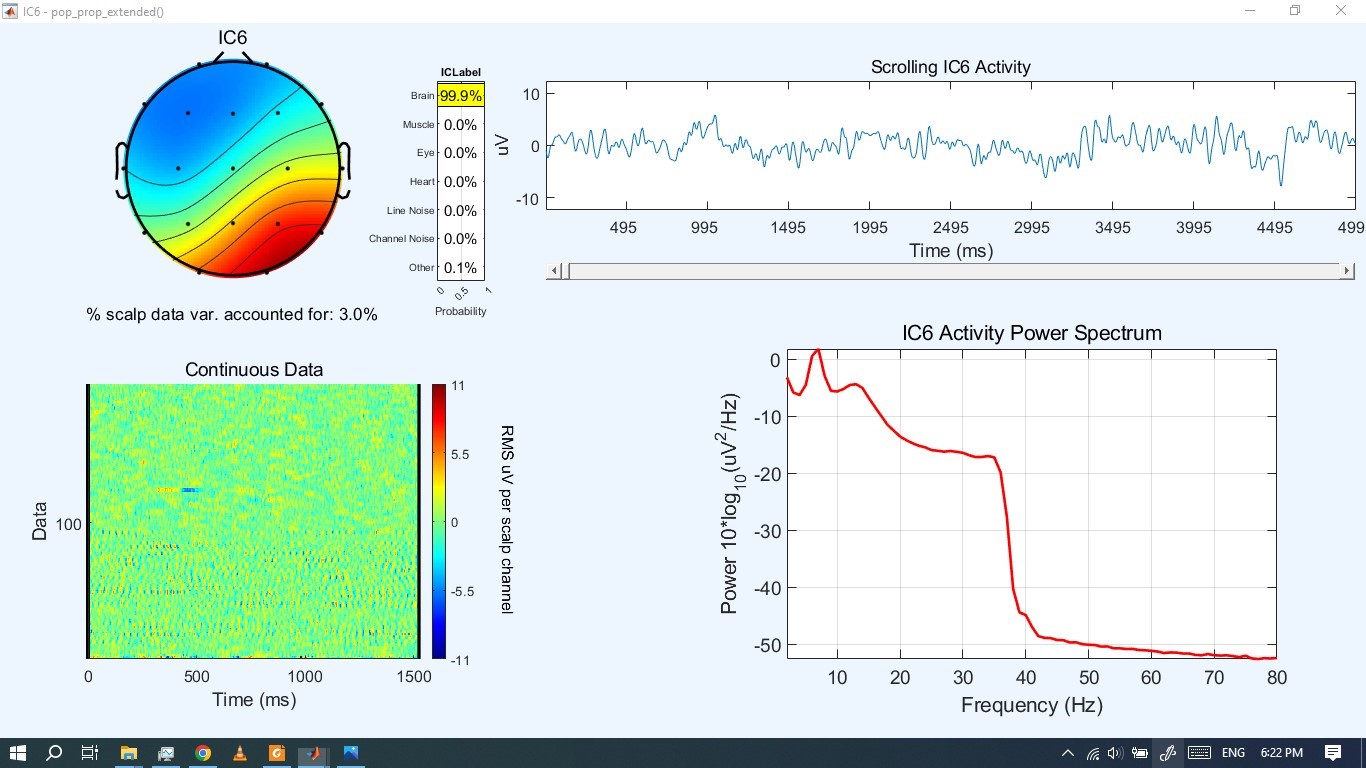 IC6 - pop_prop_extended()
IC6
ICLabel
Brain 99.9%
Muscle 0.0%
Eye 0.0%
Heart 0.0%
Line Noise 0.0%
Channel Noise 0.0%
Other 0.1%
0 0.5 1
Probability
% scalp data var. accounted for: 3.0%
Scrolling IC6 Activity
10
0
-10
uV
495 995 1495 1995 2495 2995 3495 3995 4495 499
Time (ms)
Continuous Data
Data
100
0 500 1000 1500
Time (ms)
11
5.5
0
-5.5
-11
RMS uV per scalp channel
IC6 Activity Power Spectrum
Power 10*log10(uV2/Hz)
0
-10
-20
-30
-40
-50
10 20 30 40 50 60 70 80
Frequency (Hz)
ENG 6:22 PM